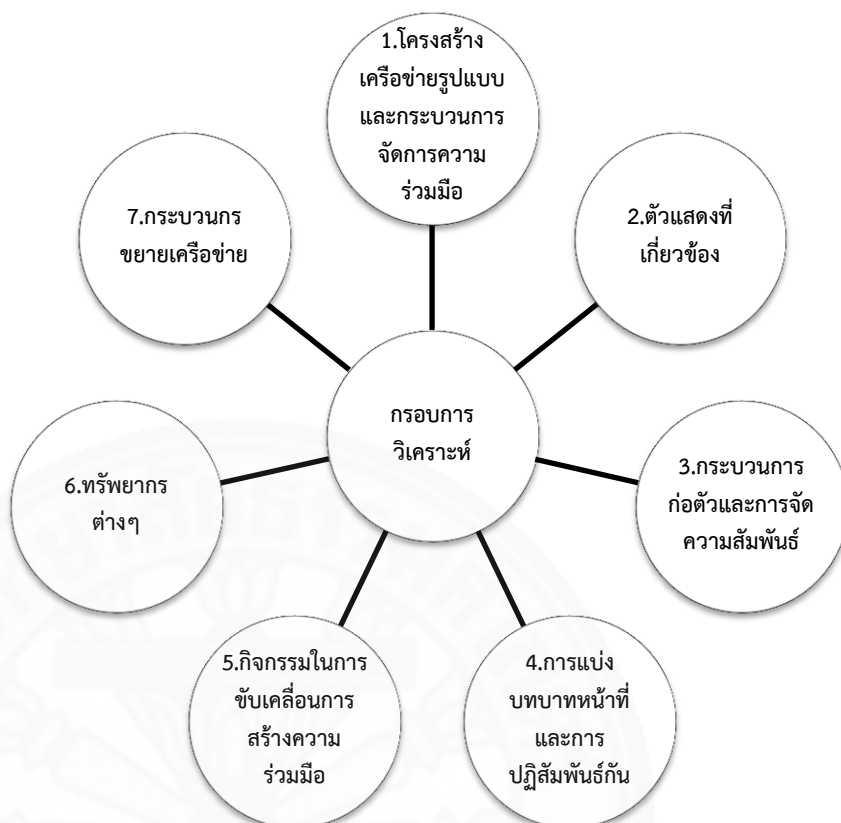 1.โครงสร้าง
เครือข่ายรูปแบบ
และกระบวนการ
จัดการความ
ร่วมมือ
2.ตัวแสดงที่
เกี่ยวข้อง
3.กระบวนการ
ก่อตัวและการจัด
ความสัมพันธ์
4.การแบ่ง
บทบาทหน้าที่
และการ
ปฏิสัมพันธ์กัน
5.กิจกรรมในการ
ขับเคลื่อนการ
สร้างความ
ร่วมมือ
6.ทรัพยากร
ต่างๆ
7.กระบวนกร
ขยายเครือข่าย
กรอบการ
วิเคราะห์